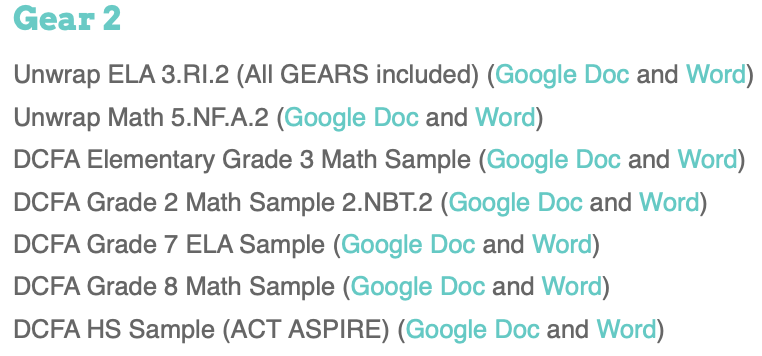 Gear 2
Unwrap ELA 3.RI.2 (All GEARS included) (Google Doc and Word)
Unwrap Math 5.NF.A.2 (Google Doc and Word)
DCFA Elementary Grade 3 Math Sample (Google Doc and Word)
DCFA Grade 2 Math Sample 2.NBT.2 (Google Doc and Word)
DCFA Grade 7 ELA Sample (Google Doc and Word)
DCFA Grade 8 Math Sample (Google Doc and Word)
DCFA HS Sample (ACT ASPIRE) (Google Doc and Word)